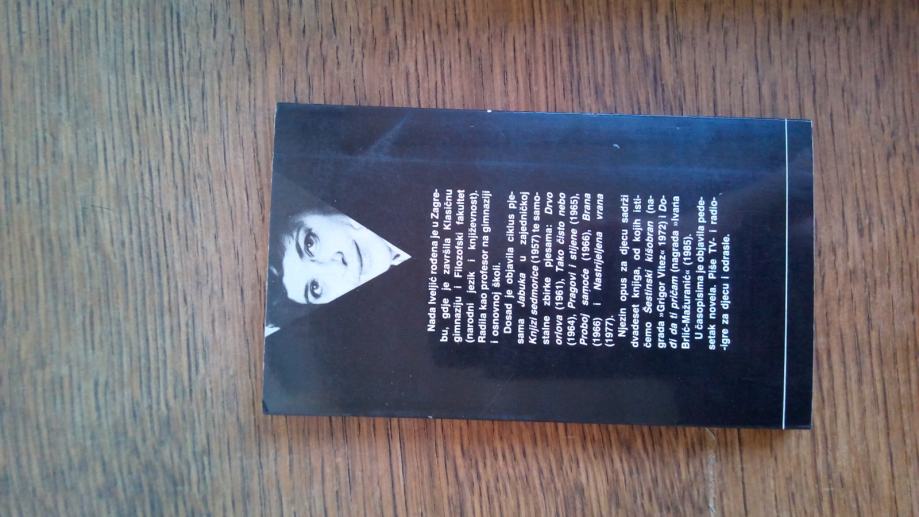 Nada Iveljić rođena je u Zagre-
bu, gdje je završila Klasičnu
gimnaziju i Filozofski fakultet
(narodni jezik i književnost).
Radila kao profesor na gimnaziji
i osnovnoj školi.
Dosad je objavila ciklus pje-
sama Jabuka u zajedničkoj
Knjizi sedmorice (1957) te samo-
stalne zbirke pjesama: Drvo
orlova (1961), Tako čisto nebo
(1964), Pragovi i stijene (1965),
Proboj samoće (1966), Brana
(1966) i Nastrijeljena vrana
(1977).
Njezin opus za djecu sadrži
dvadeset knjiga, od kojih isti-
čemo Šestinski kišobran (na-
grada »Grigor Vitez« 1972) i Do-
đi da ti pričam (nagrada »Ivana
Brlić-Mažuranić« (1985).
U časopisima je objavila pede-
setak novela. Piše TV- i radio-
-igre za djecu i odrasle.